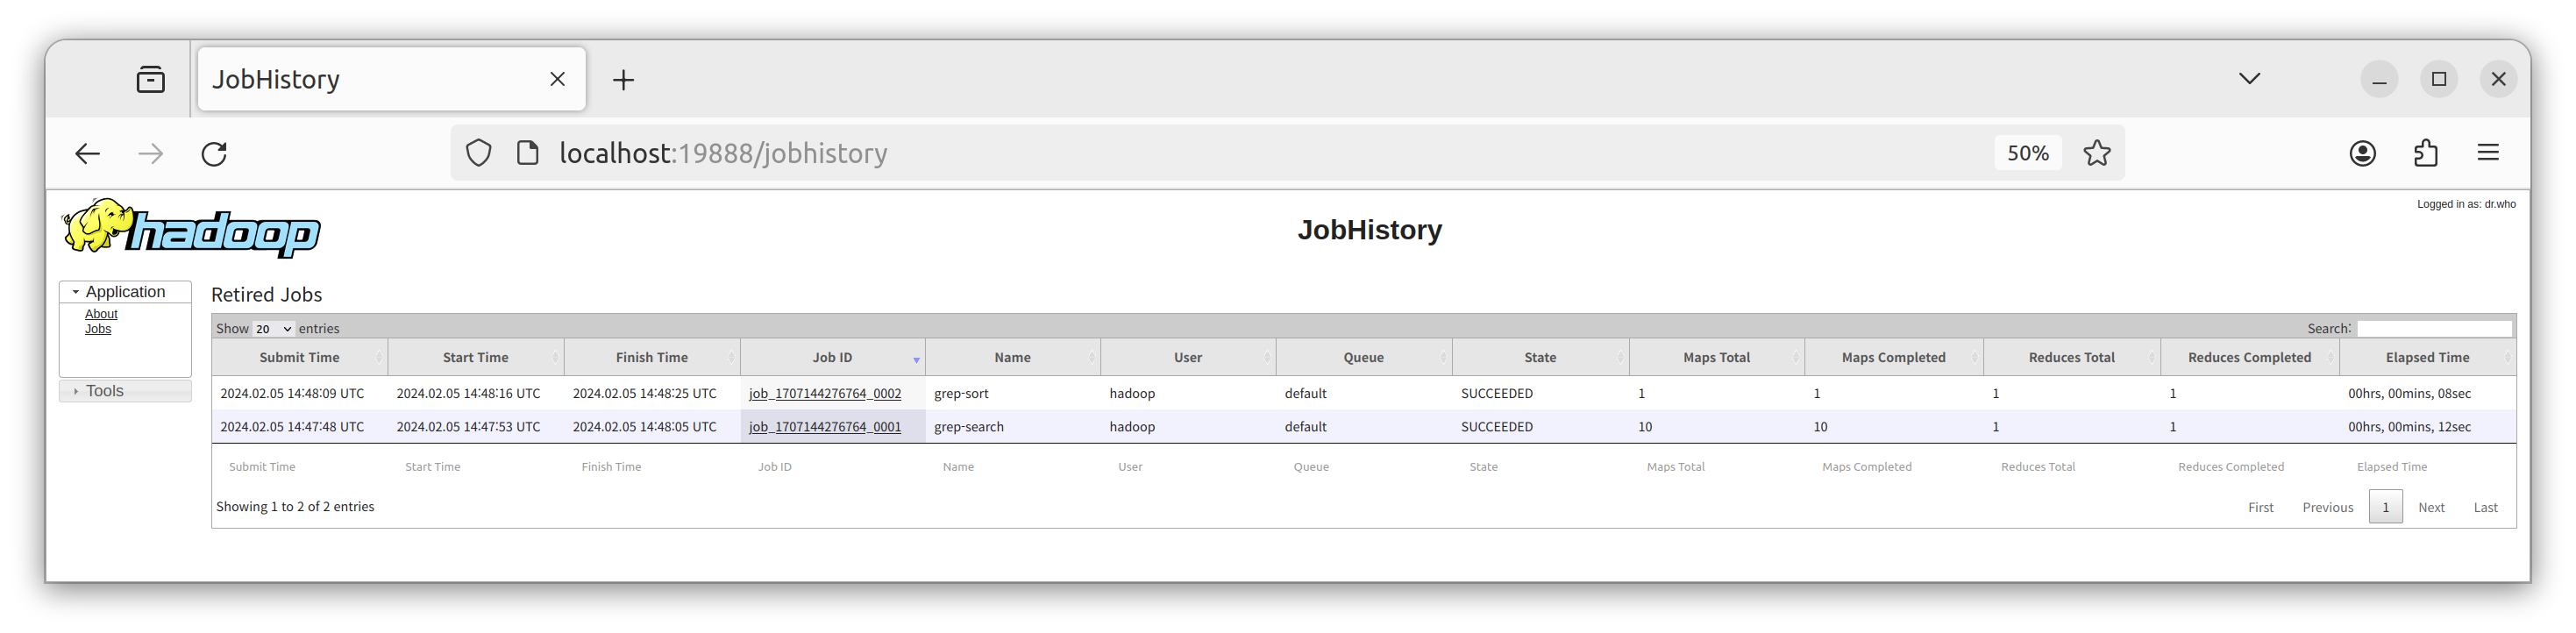 JobHistory
localhost:19888/jobhistory
50%
hadoop
JobHistory
Logged in as: dr.who
Application
About
Jobs
Tools
Retired Jobs
Show 20 entries
Search:
Submit Time Start Time Finish Time Job ID Name User Queue State Maps Total Maps Completed Reduces Total Reduces Completed Elapsed Time
2024.02.05 14:48:09 UTC 2024.02.05 14:48:16 UTC 2024.02.05 14:48:25 UTC job_1707144276764_0002 grep-sort hadoop default SUCCEEDED 1 1 1 1 00hrs, 00mins, 08sec
2024.02.05 14:47:48 UTC 2024.02.05 14:47:53 UTC 2024.02.05 14:48:05 UTC job_1707144276764_0001 grep-search hadoop default SUCCEEDED 10 10 1 1 00hrs, 00mins, 12sec
Submit Time Start Time Finish Time Job ID Name User Queue State Maps Total Maps Completed Reduces Total Reduces Completed Elapsed Time
Showing 1 to 2 of 2 entries
First Previous 1 Next Last